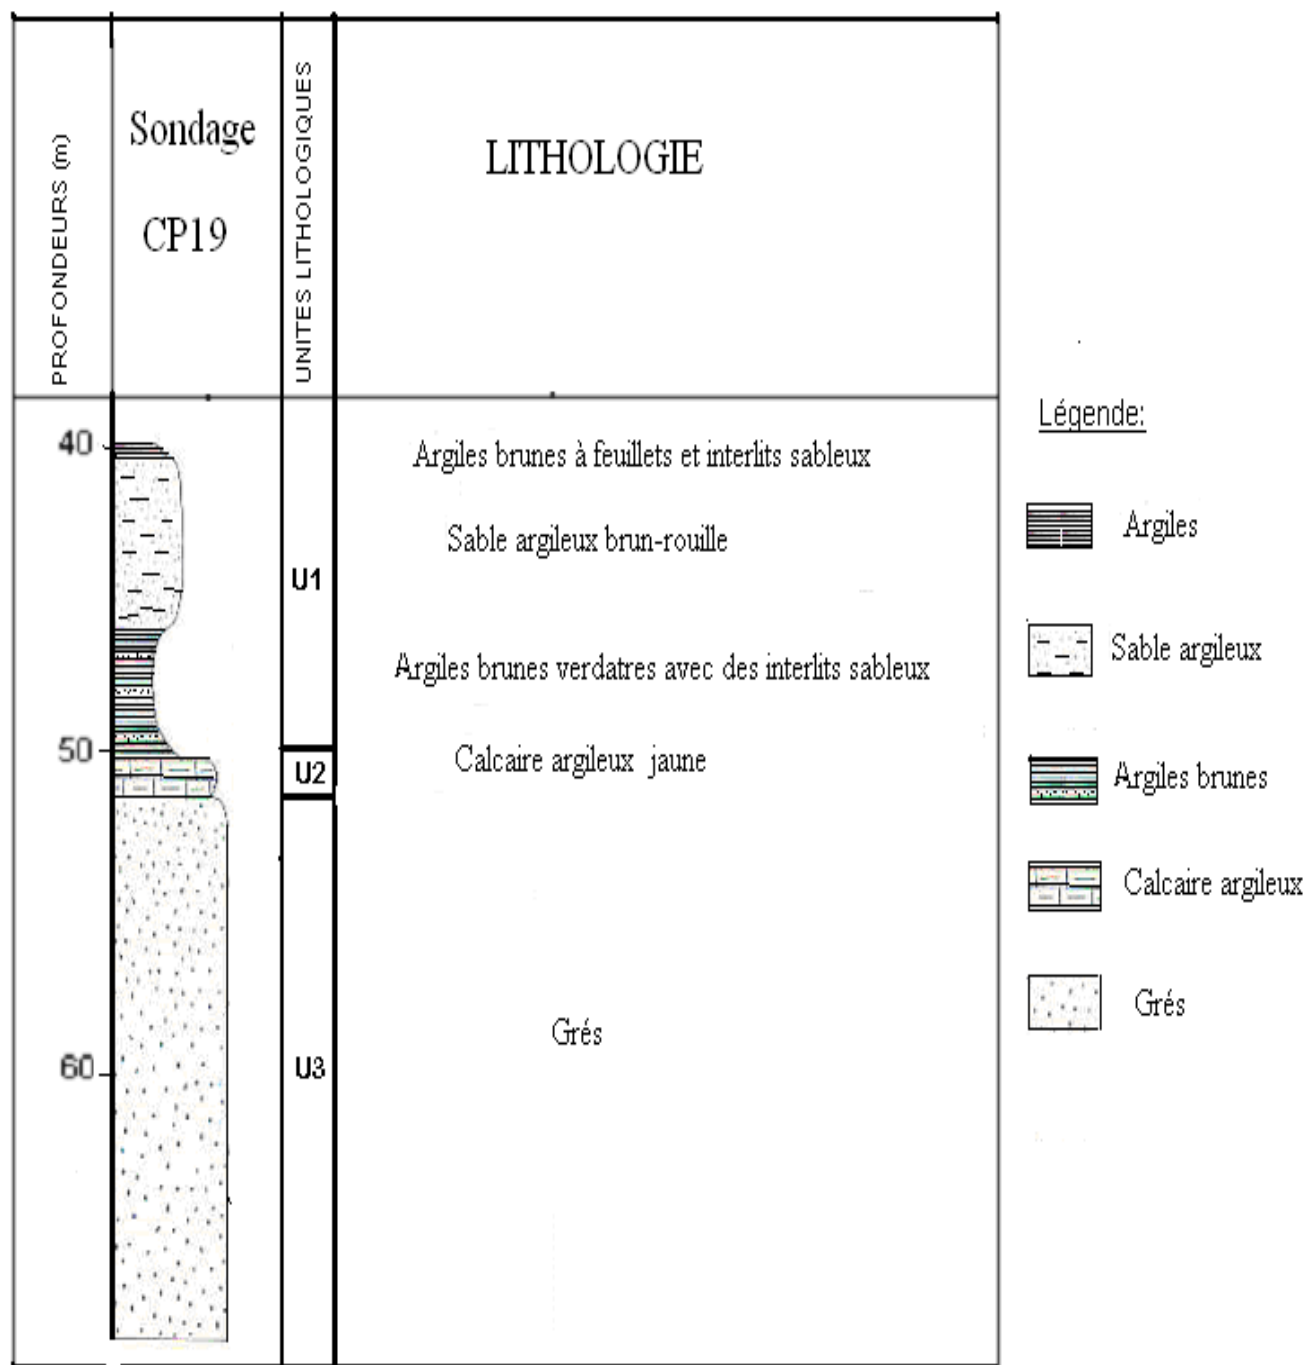 PROFONDEURS (m)
Sondage
CP19
UNITES LITHOLOGIQUES
LITHOLOGIE
40
Argiles brunes à feuillets et interlits sableux
Sable argileux brun-rouille
U1
Argiles brunes verdatres avec des interlits sableux
50
U2
Calcaire argileux jaune
60
U3
Grés
Légende:
Argiles
Sable argileux
Argiles brunes
Calcaire argileux
Grés